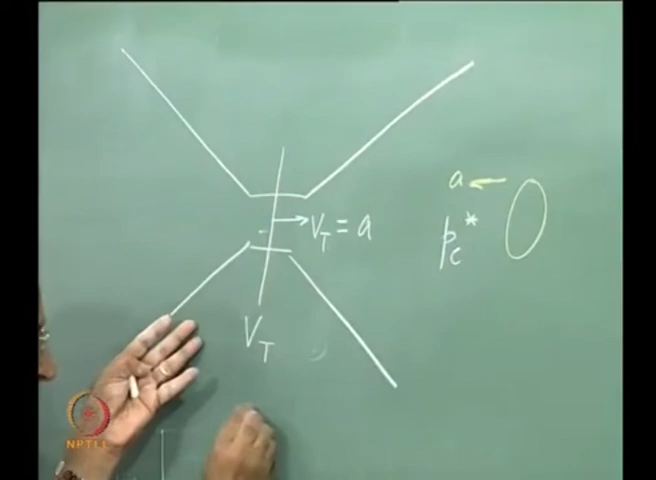 a
V_T = a
p_c*
V_T
NPTEL